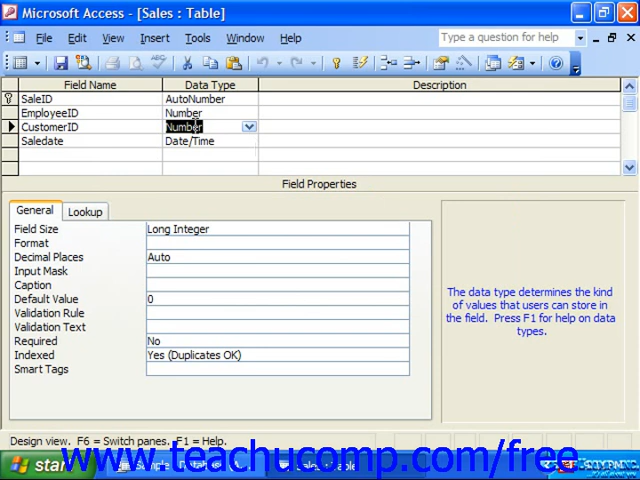 Microsoft Access - [Sales : Table]
File Edit View Insert Tools Window Help Type a question for help
Field Name Data Type Description
SaleID AutoNumber
EmployeeID Number
CustomerID Number
Saledate Date/Time
Field Properties
General Lookup
Field Size Long Integer
Format
Decimal Places Auto
Input Mask
Caption
Default Value 0
Validation Rule
Validation Text
Required No
Indexed Yes (Duplicates OK)
Smart Tags
The data type determines the kind
of values that users can store in
the field. Press F1 for help on data
types.
Design view. F6 = Switch panes. F1 = Help.
www.teachucomp.com/free
start